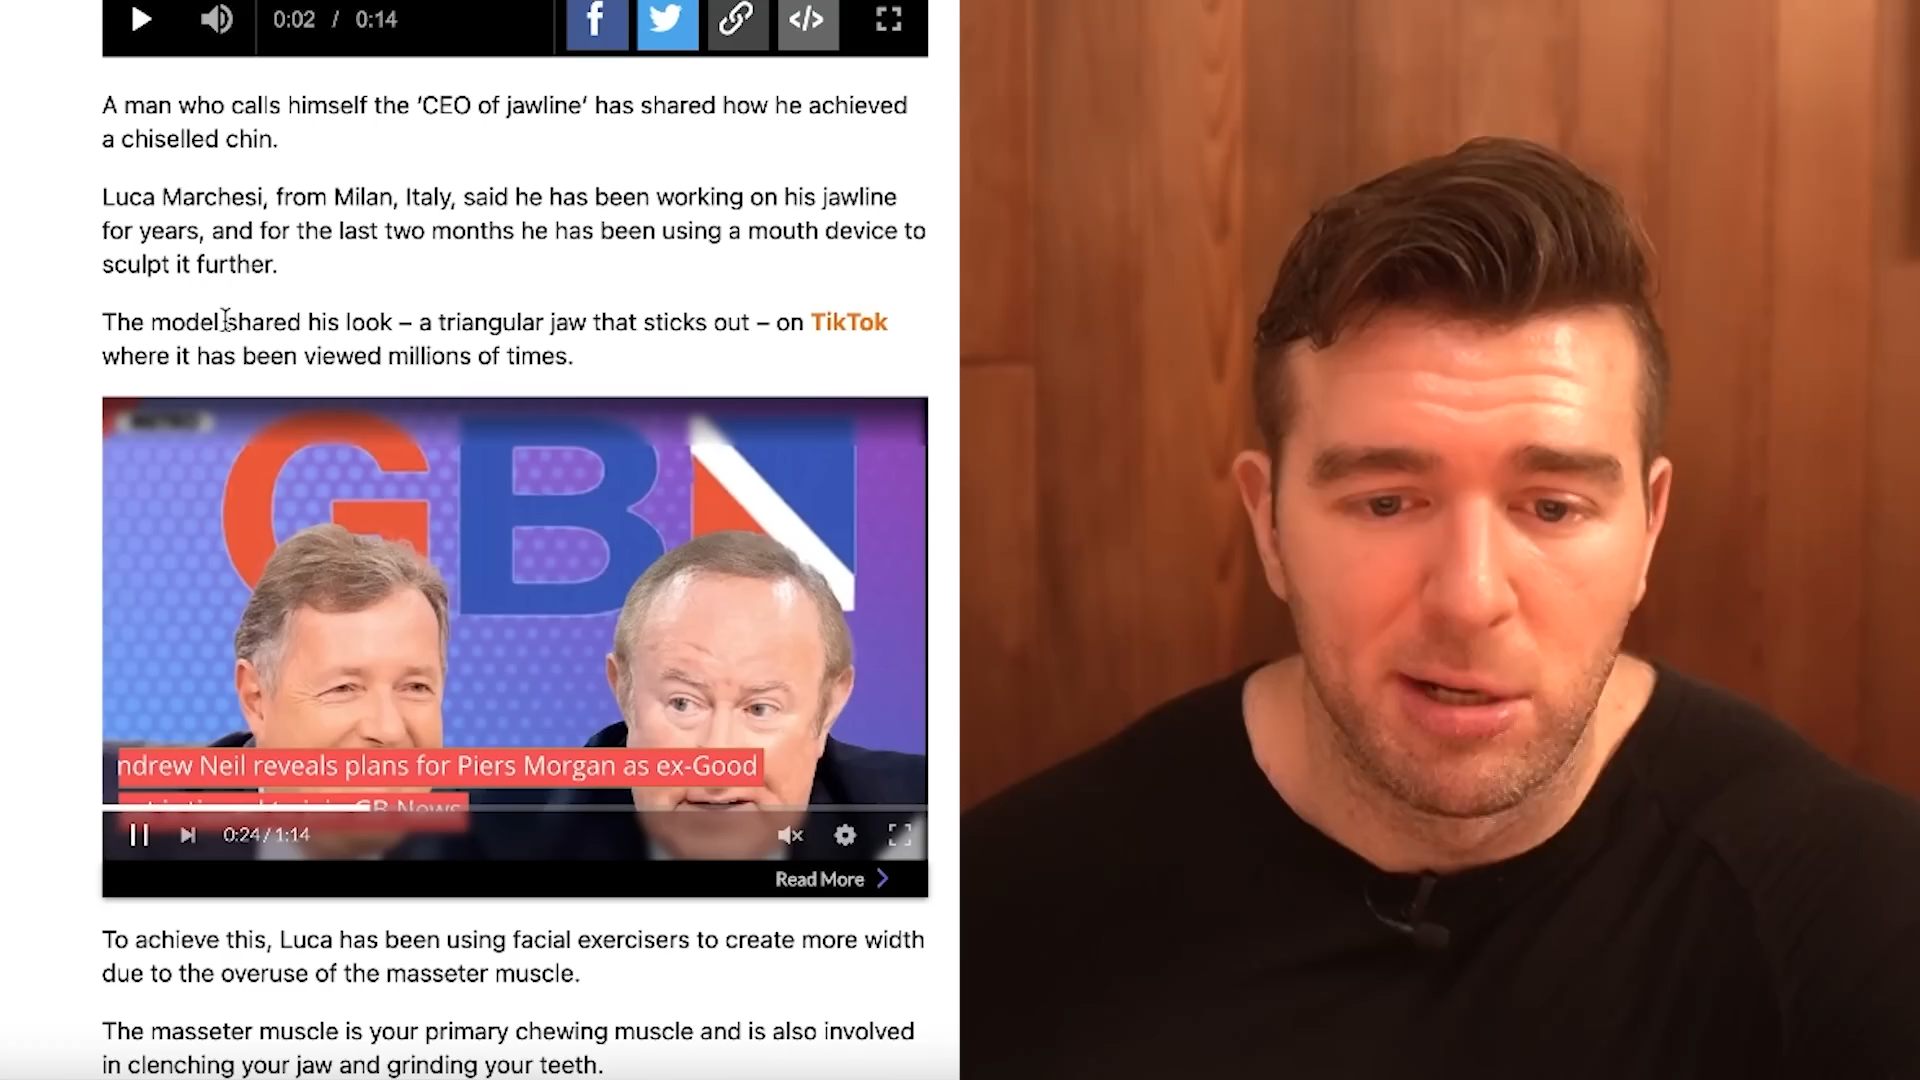 0:02 / 0:14
f
</>
A man who calls himself the ‘CEO of jawline’ has shared how he achieved
a chiselled chin.
Luca Marchesi, from Milan, Italy, said he has been working on his jawline
for years, and for the last two months he has been using a mouth device to
sculpt it further.
The model shared his look – a triangular jaw that sticks out – on TikTok
where it has been viewed millions of times.
GBN
ndrew Neil reveals plans for Piers Morgan as ex-Good
GB News
0:24 / 1:14
Read More
To achieve this, Luca has been using facial exercisers to create more width
due to the overuse of the masseter muscle.
The masseter muscle is your primary chewing muscle and is also involved
in clenching your jaw and grinding your teeth.